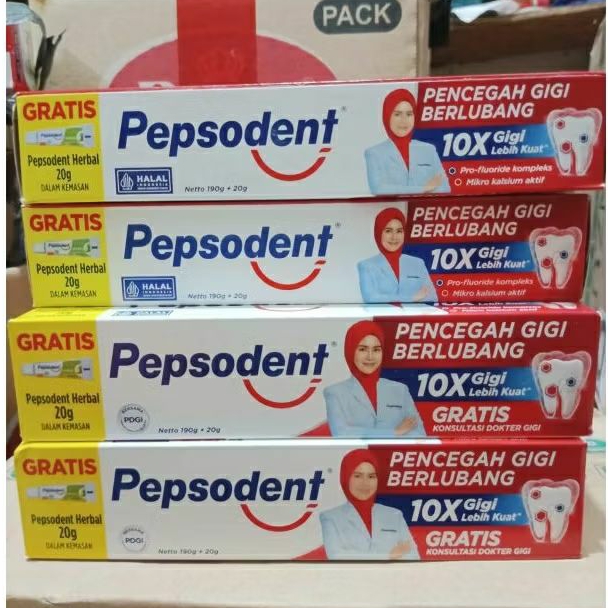 PACK
GRATIS
Pepsodent Herbal
20g
DALAM KEMASAN
Pepsodent
HALAL
INDONESIA
Netto 190g + 20g
PENCEGAH GIGI
BERLUBANG
10X Gigi
Lebih Kuat
Pro-fluoride kompleks
Mikro kalsium aktif
GRATIS
Pepsodent Herbal
20g
DALAM KEMASAN
Pepsodent
HALAL
INDONESIA
Netto 190g + 20g
PENCEGAH GIGI
BERLUBANG
10X Gigi
Lebih Kuat
Pro-fluoride kompleks
Mikro kalsium aktif
GRATIS
Pepsodent Herbal
20g
DALAM KEMASAN
Pepsodent
BERSAMA
PDGI
Netto 190g + 20g
PENCEGAH GIGI
BERLUBANG
10X Gigi
Lebih Kuat
GRATIS
KONSULTASI DOKTER GIGI
GRATIS
Pepsodent Herbal
20g
DALAM KEMASAN
Pepsodent
BERSAMA
PDGI
Netto 190g + 20g
PENCEGAH GIGI
BERLUBANG
10X Gigi
Lebih Kuat
GRATIS
KONSULTASI DOKTER GIGI